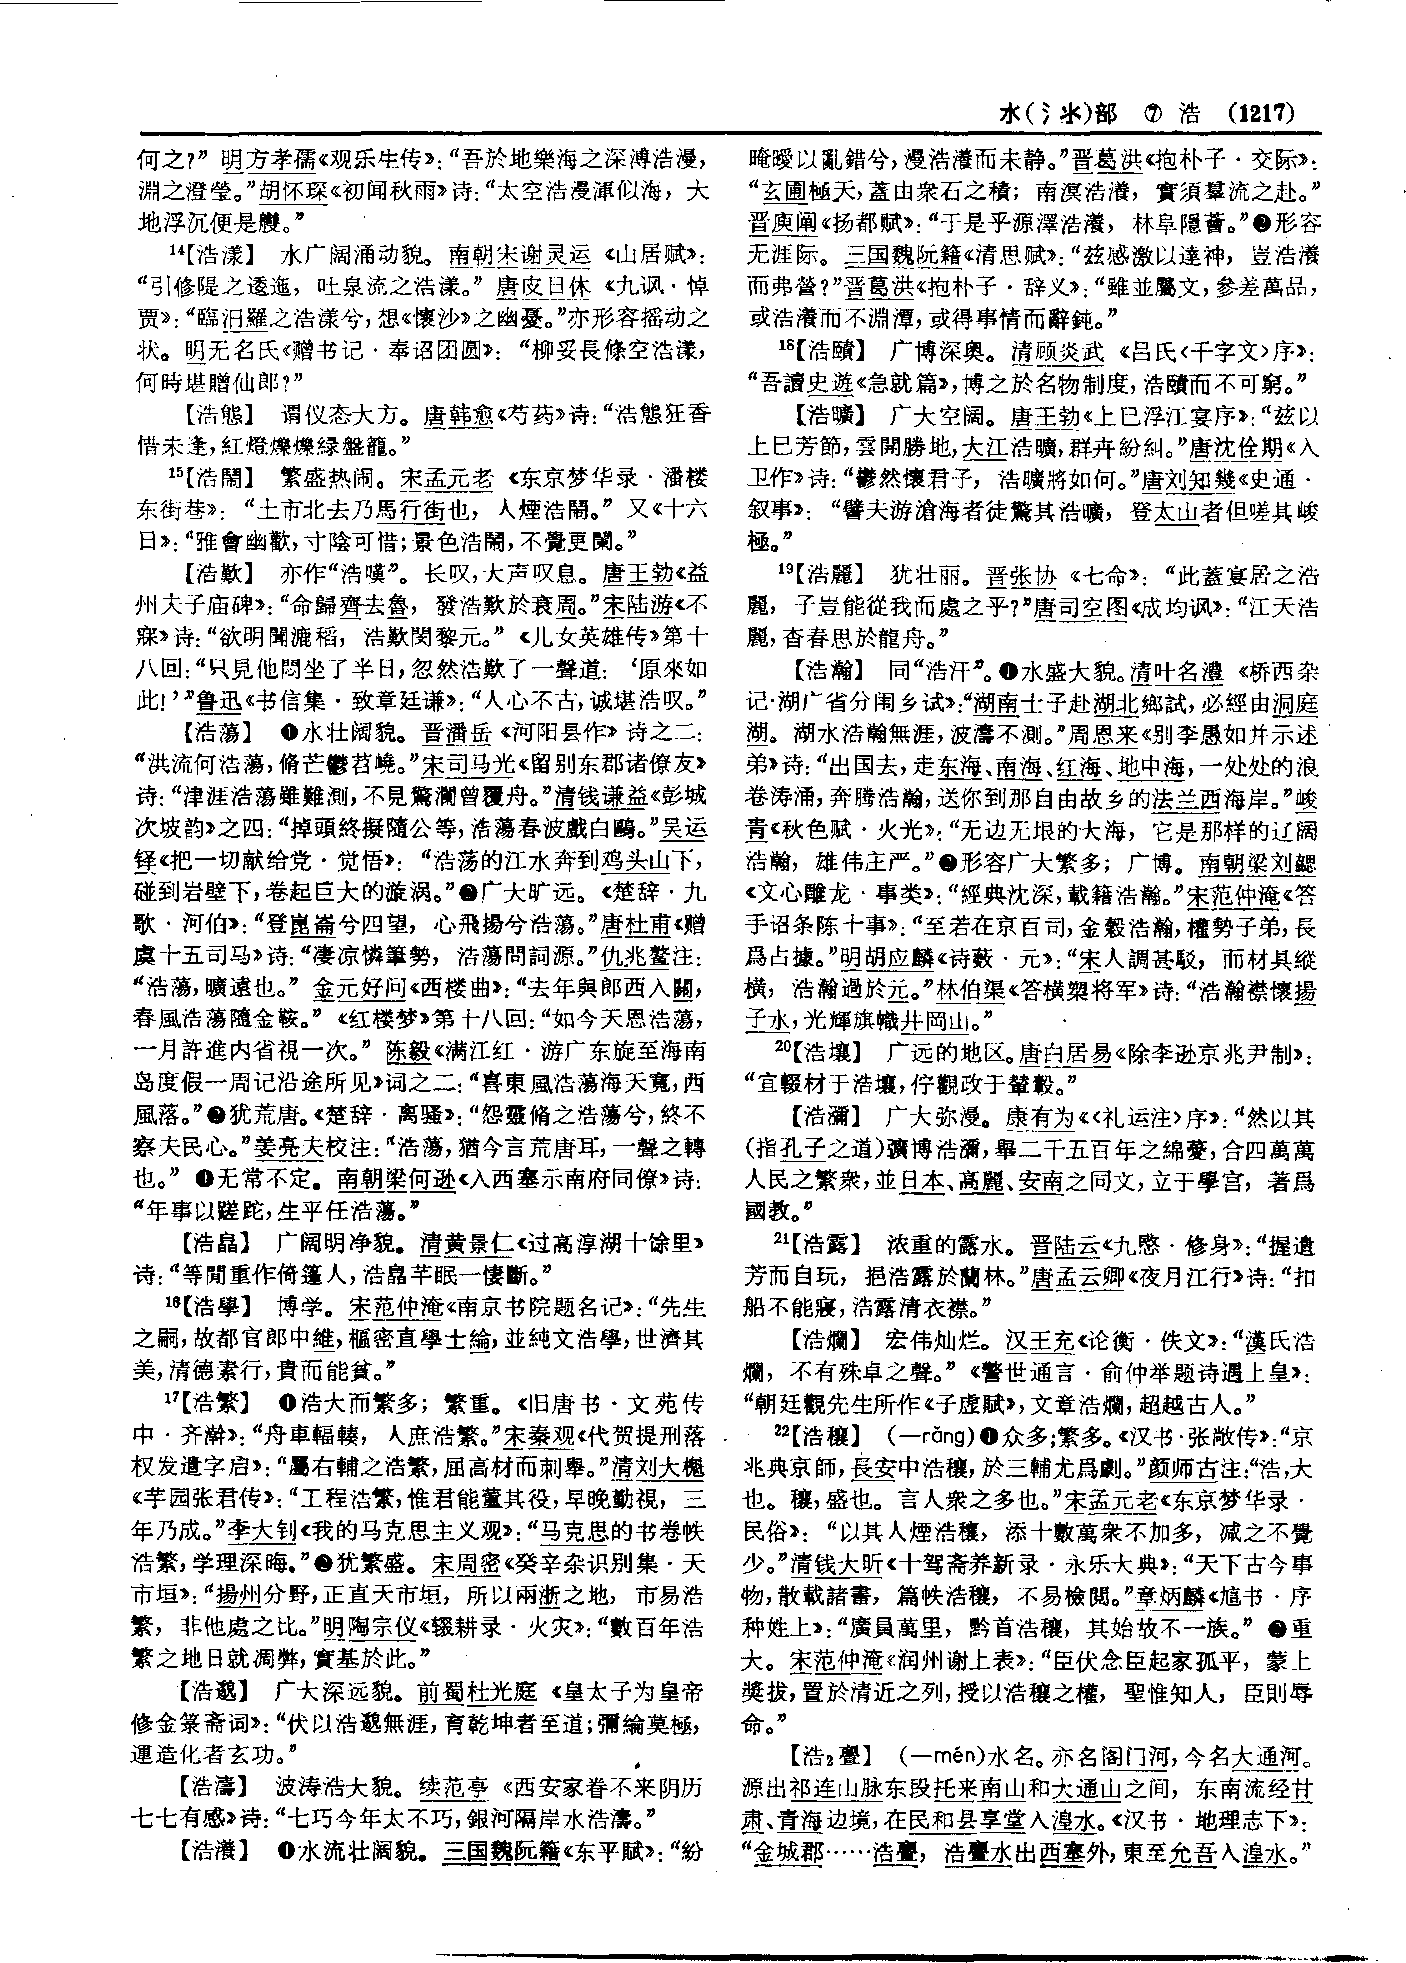 水(氵氺)部 ⑦ 浩 (1217)
何之?”明方孝孺《观乐生传》：“吾於地樂海之深溥浩漫，
淵之澄瑩。”胡怀琛《初闻秋雨》诗：“太空浩漫渾似海，大
地浮沉便是艭。”
14【浩漾】 水广阔涌动貌。南朝宋谢灵运《山居赋》：
“引修隄之逶迤，吐泉流之浩漾。”唐皮日休《九讽·悼
贾》：“臨汨羅之浩漾兮，想《懷沙》之幽憂。”亦形容摇动之
状。明无名氏《赠书记·奉诏团圆》：“柳妥長條空浩漾，
何時堪贈仙郎?”
【浩態】 谓仪态大方。唐韩愈《芍药》诗：“浩態狂香
惜未逢，紅燈爍爍緑盤龍。”
15【浩鬧】 繁盛热闹。宋孟元老《东京梦华录·潘楼
东街巷》：“土市北去乃馬行街也，人煙浩鬧。”又《十六
日》：“雅會幽歡，寸陰可惜；景色浩鬧，不覺更闌。”
【浩歎】 亦作“浩嘆”。长叹，大声叹息。唐王勃《益
州夫子庙碑》：“命歸齊去魯，發浩歎於衰周。”宋陆游《不
寐》诗：“欲明聞漉稻，浩歎閔黎元。”《儿女英雄传》第十
八回：“只見他悶坐了半日，忽然浩歎了一聲道：‘原來如
此!’”鲁迅《书信集·致章廷谦》：“人心不古，诚堪浩叹。”
【浩蕩】 ❶水壮阔貌。晋潘岳《河阳县作》诗之二：
“洪流何浩蕩，脩芒鬱苕嶢。”宋司马光《留别东郡诸僚友》
诗：“津涯浩蕩雖難測，不見驚瀾曾覆舟。”清钱谦益《彭城
次坡韵》之四：“掉頭終擬隨公等，浩蕩春波戲白鷗。”吴运
铎《把一切献给党·觉悟》：“浩荡的江水奔到鸡头山下，
碰到岩壁下，卷起巨大的漩涡。”❷广大旷远。《楚辞·九
歌·河伯》：“登崑崙兮四望，心飛揚兮浩蕩。”唐杜甫《赠
虞十五司马》诗：“凄凉憐筆勢，浩蕩問詞源。”仇兆鳌注：
“浩蕩，曠遠也。”金元好问《西楼曲》：“去年與郎西入關，
春風浩蕩隨金鞍。”《红楼梦》第十八回：“如今天恩浩蕩，
一月許進内省視一次。”陈毅《满江红·游广东旋至海南
岛度假一周记沿途所见》词之二：“喜東風浩蕩海天寬，西
風落。”❸犹荒唐。《楚辞·离骚》：“怨靈脩之浩蕩兮，終不
察夫民心。”姜亮夫校注：“浩蕩，猶今言荒唐耳，一聲之轉
也。”❹无常不定。南朝梁何逊《入西塞示南府同僚》诗：
“年事以蹉跎，生平任浩蕩。”
【浩皛】 广阔明净貌。清黄景仁《过高淳湖十馀里》
诗：“等閒重作倚篷人，浩皛芊眠一悽斷。”
16【浩學】 博学。宋范仲淹《南京书院题名记》：“先生
之嗣，故都官郎中維，樞密直學士綸，並純文浩學，世濟其
美，清德素行，貴而能貧。”
17【浩繁】 ❶浩大而繁多；繁重。《旧唐书·文苑传
中·齐澣》：“舟車輻輳，人庶浩繁。”宋秦观《代贺提刑落
权发遣字启》：“屬右輔之浩繁，屈高材而刺舉。”清刘大櫆
《芋园张君传》：“工程浩繁，惟君能董其役，早晚勤視，三
年乃成。”李大钊《我的马克思主义观》：“马克思的书卷帙
浩繁，学理深晦。”❷犹繁盛。宋周密《癸辛杂识别集·天
市垣》：“揚州分野，正直天市垣，所以兩浙之地，市易浩
繁，非他處之比。”明陶宗仪《辍耕录·火灾》：“數百年浩
繁之地日就凋弊，實基於此。”
【浩邈】 广大深远貌。前蜀杜光庭《皇太子为皇帝
修金箓斋词》：“伏以浩邈無涯，育乾坤者至道；彌綸莫極，
運造化者玄功。”
【浩濤】 波涛浩大貌。续范亭《西安家眷不来阴历
七七有感》诗：“七巧今年太不巧，銀河隔岸水浩濤。”
【浩瀁】 ❶水流壮阔貌。三国魏阮籍《东平赋》：“紛
晻曖以亂錯兮，漫浩瀁而未静。”晋葛洪《抱朴子·交际》：
“玄圃極天，蓋由衆石之積；南溟浩瀁，實須羣流之赴。”
晋庾阐《扬都赋》：“于是乎源澤浩瀁，林阜隱薈。”❷形容
无涯际。三国魏阮籍《清思赋》：“茲感激以達神，豈浩瀁
而弗營?”晋葛洪《抱朴子·辞义》：“雖並屬文，參差萬品，
或浩瀁而不淵潭，或得事情而辭鈍。”
18【浩賾】 广博深奥。清顾炎武《吕氏〈千字文〉序》：
“吾讀史遊《急就篇》，博之於名物制度，浩賾而不可窮。”
【浩曠】 广大空阔。唐王勃《上巳浮江宴序》：“茲以
上巳芳節，雲開勝地，大江浩曠，群卉紛糾。”唐沈佺期《入
卫作》诗：“鬱然懷君子，浩曠將如何。”唐刘知幾《史通·
叙事》：“譬夫游滄海者徒驚其浩曠，登太山者但嗟其峻
極。”
19【浩麗】 犹壮丽。晋张协《七命》：“此蓋宴居之浩
麗，子豈能從我而處之乎?”唐司空图《成均讽》：“江天浩
麗，杳春思於龍舟。”
【浩瀚】 同“浩汗”。❶水盛大貌。清叶名澧《桥西杂
记·湖广省分闱乡试》：“湖南士子赴湖北鄉試，必經由洞庭
湖。湖水浩瀚無涯，波濤不測。”周恩来《别李愚如并示述
弟》诗：“出国去，走东海、南海、红海、地中海，一处处的浪
卷涛涌，奔腾浩瀚，送你到那自由故乡的法兰西海岸。”峻
青《秋色赋·火光》：“无边无垠的大海，它是那样的辽阔
浩瀚，雄伟庄严。”❷形容广大繁多；广博。南朝梁刘勰
《文心雕龙·事类》：“經典沈深，載籍浩瀚。”宋范仲淹《答
手诏条陈十事》：“至若在京百司，金穀浩瀚，權勢子弟，長
爲占據。”明胡应麟《诗薮·元》：“宋人調甚駁，而材具縱
横，浩瀚過於元。”林伯渠《答横槊将军》诗：“浩瀚襟懷揚
子水，光輝旗幟井岡山。”
20【浩壤】 广远的地区。唐白居易《除李逊京兆尹制》：
“宜輟材于浩壤，佇觀政于輦轂。”
【浩瀰】 广大弥漫。康有为《〈礼运注〉序》：“然以其
(指孔子之道)彍博浩瀰，舉二千五百年之綿薆，合四萬萬
人民之繁衆，並日本、高麗、安南之同文，立于學宫，著爲
國教。”
21【浩露】 浓重的露水。晋陆云《九愍·修身》：“握遺
芳而自玩，挹浩露於蘭林。”唐孟云卿《夜月江行》诗：“扣
船不能寢，浩露清衣襟。”
【浩爛】 宏伟灿烂。汉王充《论衡·佚文》：“漢氏浩
爛，不有殊卓之聲。”《警世通言·俞仲举题诗遇上皇》：
“朝廷觀先生所作《子虚賦》，文章浩爛，超越古人。”
22【浩穰】 (—rǎng)❶众多；繁多。《汉书·张敞传》：“京
兆典京師，長安中浩穰，於三輔尤爲劇。”颜师古注：“浩，大
也。穰，盛也。言人衆之多也。”宋孟元老《东京梦华录·
民俗》：“以其人煙浩穰，添十數萬衆不加多，减之不覺
少。”清钱大昕《十驾斋养新录·永乐大典》：“天下古今事
物，散載諸書，篇帙浩穰，不易檢閲。”章炳麟《訄书·序
种姓上》：“廣員萬里，黔首浩穰，其始故不一族。”❷重
大。宋范仲淹《润州谢上表》：“臣伏念臣起家孤平，蒙上
奬拔，置於清近之列，授以浩穰之權，聖惟知人，臣則辱
命。”
【浩2亹】 (—mén)水名。亦名阁门河，今名大通河。
源出祁连山脉东段托来南山和大通山之间，东南流经甘
肃、青海边境，在民和县享堂入湟水。《汉书·地理志下》：
“金城郡……浩亹，浩亹水出西塞外，東至允吾入湟水。”